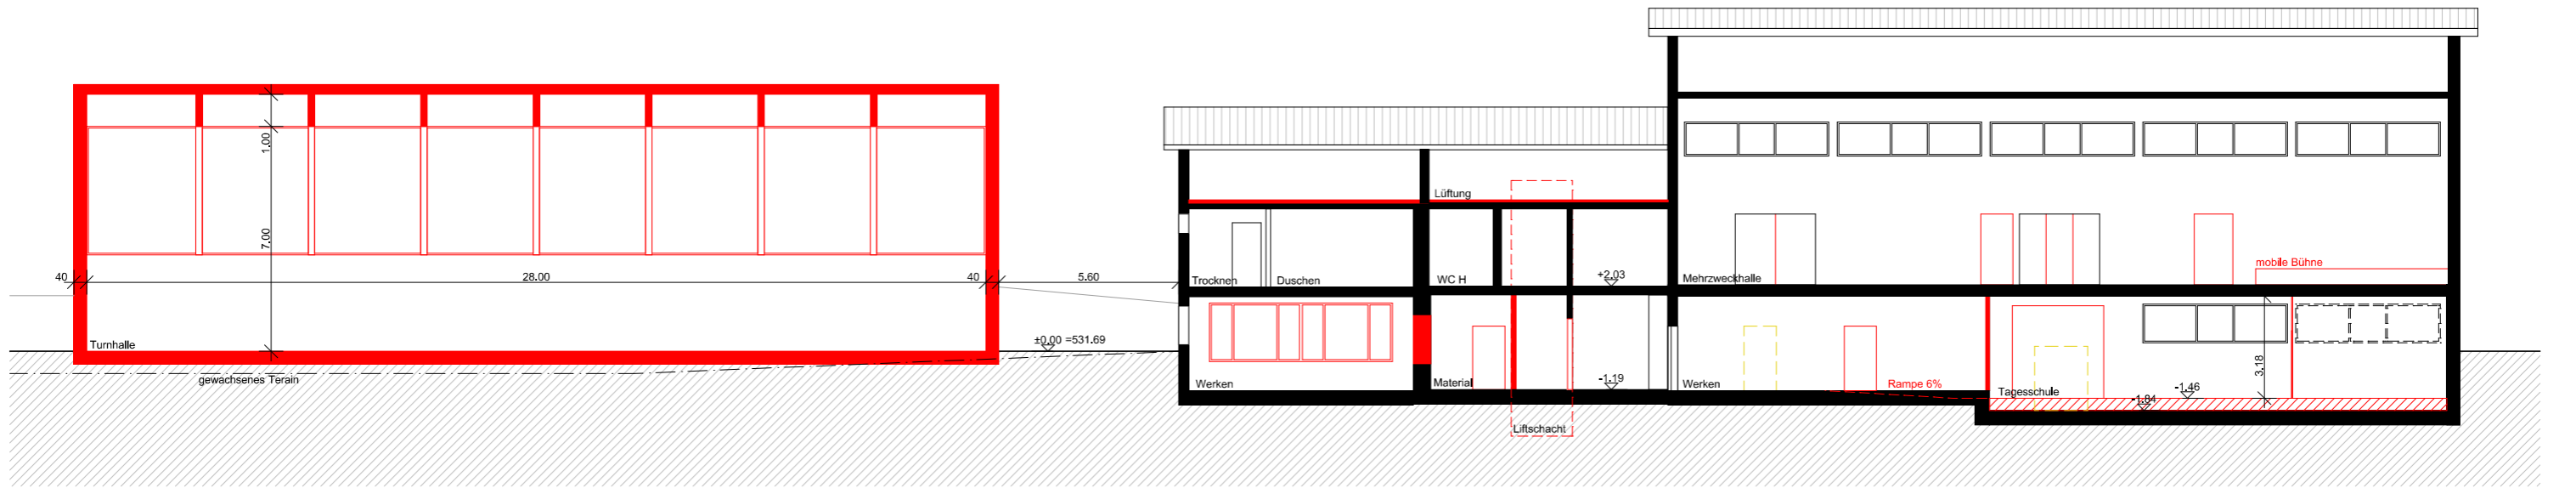 Lüftung
1.00
7.00
mobile Bühne
40
28.00
40
5.60
Trocknen
Duschen
WC H
+2.03
Mehrzweckhalle
Turnhalle
±0.00 =531.69
gewachsenes Terain
Werken
Material
-1.19
Werken
Rampe 6%
Tagesschule
3.18
-1.46
-1.84
Liftschacht